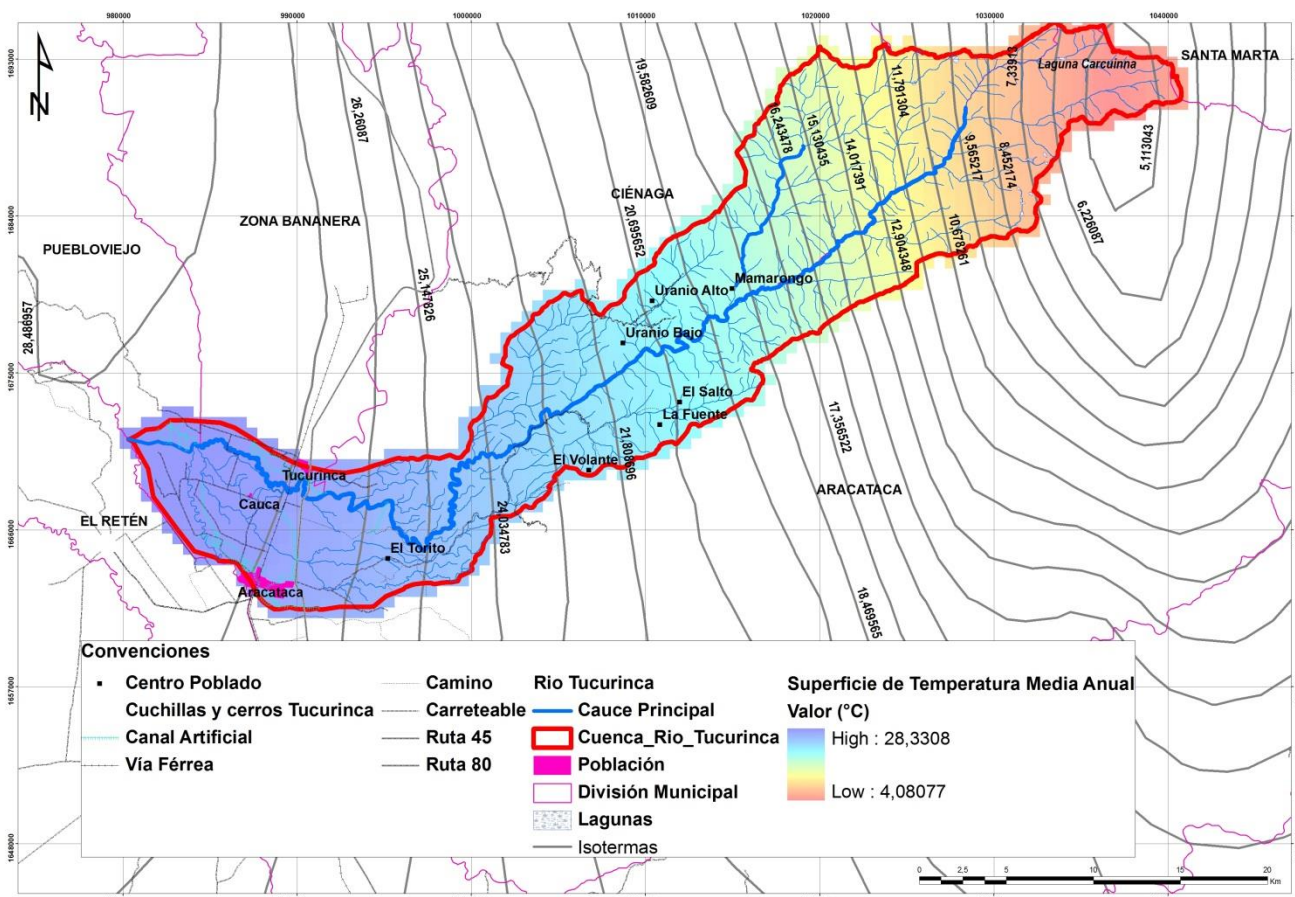 980000
990000
1000000
1010000
1020000
1030000
1040000
1693000
1684000
1675000
1666000
1657000
1648000
N
SANTA MARTA
Laguna Carcuinna
7,33913
19,582609
11,791304
26,26087
16,243478
15,130435
14,017391
9,565217
8,452174
5,113043
CIÉNAGA
ZONA BANANERA
20,695652
6,226087
PUEBLOVIEJO
12,904348
10,678261
25,147826
Mamarongo
Uranio Alto
28,486957
Uranio Bajo
El Salto
La Fuente
17,356522
21,808696
El Volante
Tucurinca
ARACATACA
Cauca
24,034783
EL RETÉN
El Torito
Aracataca
18,469565
Convenciones
Centro Poblado
Cuchillas y cerros Tucurinca
Canal Artificial
Vía Férrea
Camino
Carreteable
Ruta 45
Ruta 80
Rio Tucurinca
Cauce Principal
Cuenca_Rio_Tucurinca
Población
División Municipal
Lagunas
Isotermas
Superficie de Temperatura Media Anual
Valor (°C)
High : 28,3308
Low : 4,08077
0 2,5 5 10 15 20
Km